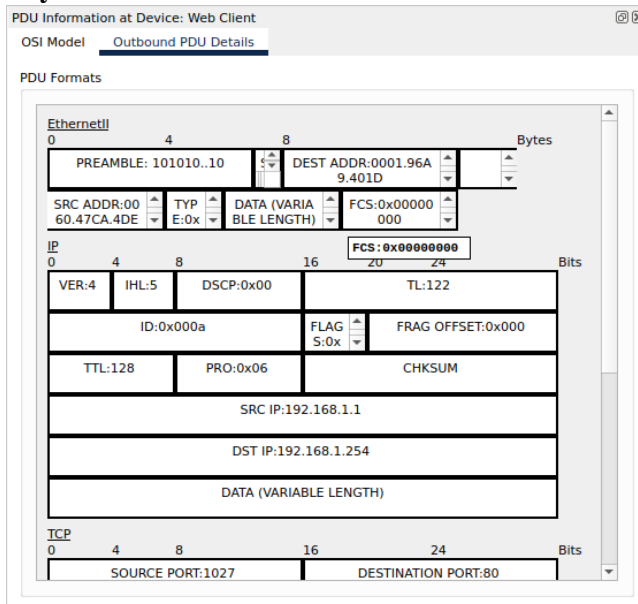 PDU Information at Device: Web Client
OSI Model Outbound PDU Details
PDU Formats
EthernetII
0 4 8 Bytes
PREAMBLE: 101010..10 DEST ADDR:0001.96A
9.401D
SRC ADDR:00 TYP DATA (VARIA FCS:0x00000
60.47CA.4DE E:0x BLE LENGTH) 000
IP FCS:0x00000000
0 4 8 16 20 24 Bits
VER:4 IHL:5 DSCP:0x00 TL:122
ID:0x000a FLAG FRAG OFFSET:0x000
S:0x
TTL:128 PRO:0x06 CHKSUM
SRC IP:192.168.1.1
DST IP:192.168.1.254
DATA (VARIABLE LENGTH)
TCP
0 4 8 16 24 Bits
SOURCE PORT:1027 DESTINATION PORT:80